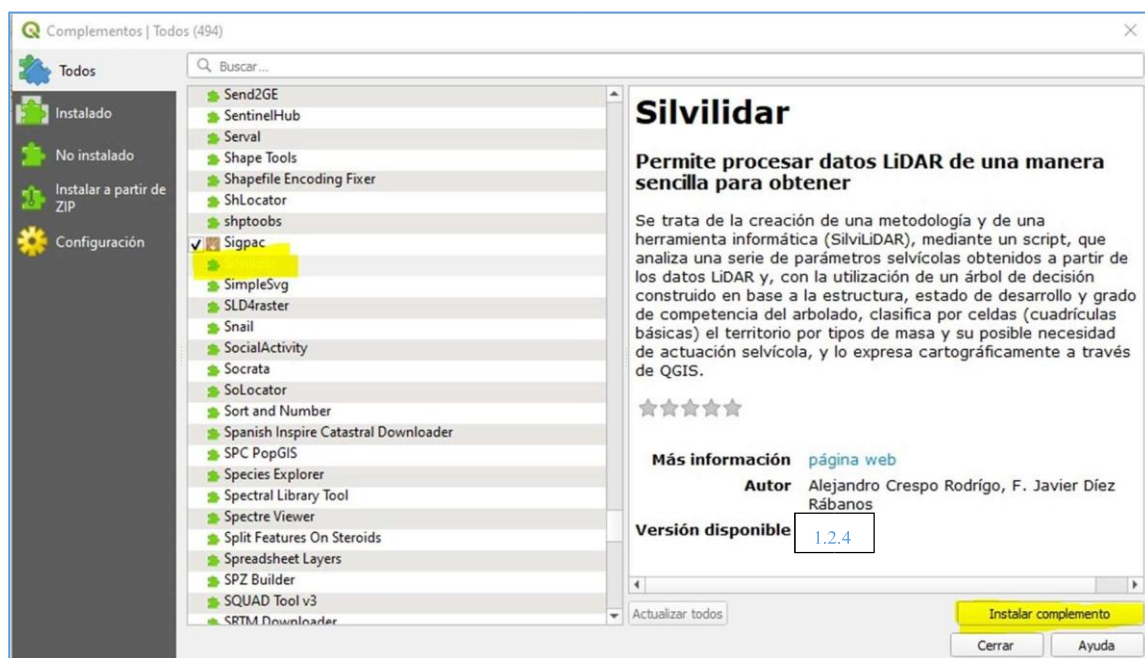 Complementos | Todos (494)
Todos
Instalado
No instalado
Instalar a partir de
ZIP
Configuración
Buscar...
Send2GE
SentinelHub
Serval
Shape Tools
Shapefile Encoding Fixer
ShLocator
shptoobs
Sigpac
SimpleSvg
SLD4raster
Snail
SocialActivity
Socrata
SoLocator
Sort and Number
Spanish Inspire Catastral Downloader
SPC PopGIS
Species Explorer
Spectral Library Tool
Spectre Viewer
Split Features On Steroids
Spreadsheet Layers
SPZ Builder
SQUAD Tool v3
SRTM Downloader
Silvilidar
Permite procesar datos LiDAR de una manera
sencilla para obtener
Se trata de la creación de una metodología y de una
herramienta informática (SilviLiDAR), mediante un script, que
analiza una serie de parámetros selvícolas obtenidos a partir de
los datos LiDAR y, con la utilización de un árbol de decisión
construido en base a la estructura, estado de desarrollo y grado
de competencia del arbolado, clasifica por celdas (cuadrículas
básicas) el territorio por tipos de masa y su posible necesidad
de actuación selvícola, y lo expresa cartográficamente a través
de QGIS.
Más información página web
Autor Alejandro Crespo Rodrígo, F. Javier Díez
Rábanos
Versión disponible 1.2.4
Actualizar todos
Instalar complemento
Cerrar
Ayuda